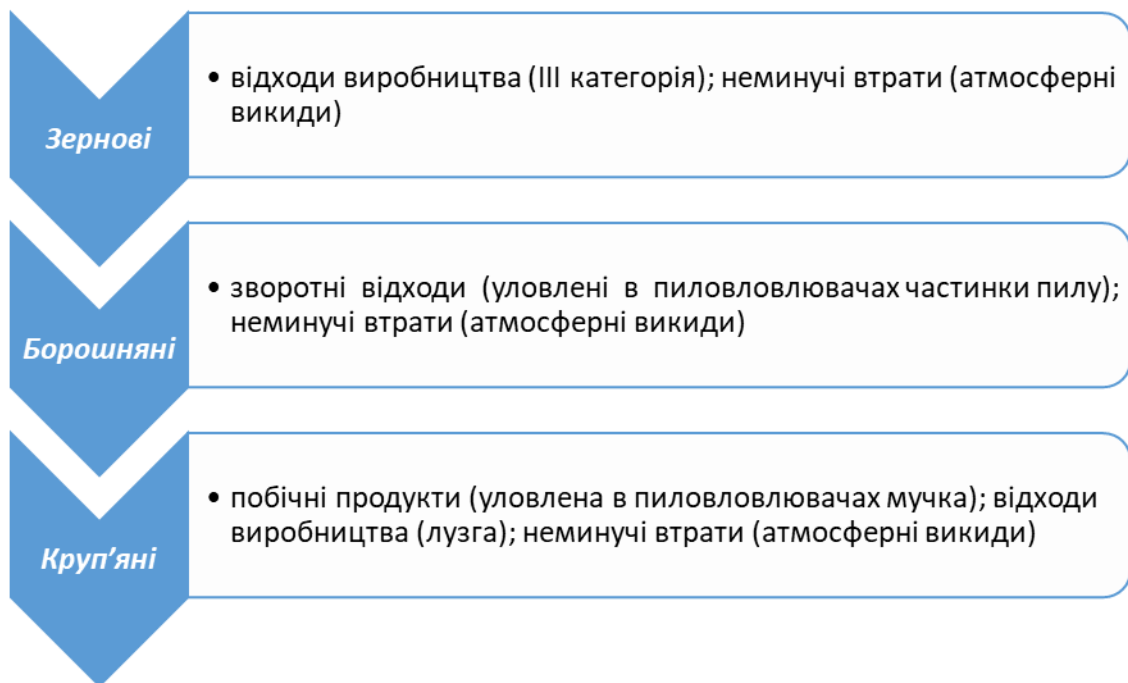 Зернові
• відходи виробництва (ІІІ категорія); неминучі втрати (атмосферні
викиди)
Борошняні
• зворотні відходи (уловлені в пиловловлювачах частинки пилу);
неминучі втрати (атмосферні викиди)
Круп’яні
• побічні продукти (уловлена в пиловловлювачах мучка); відходи
виробництва (лузга); неминучі втрати (атмосферні викиди)